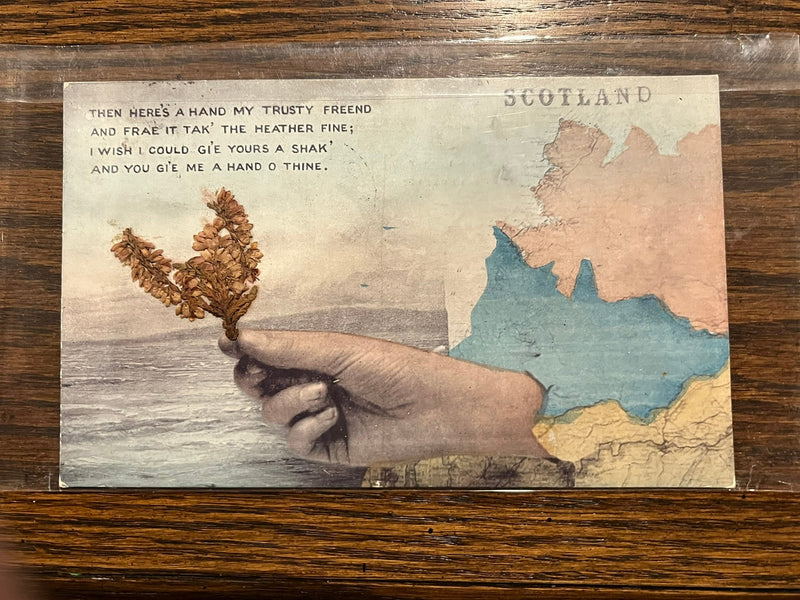 SCOTLAND
THEN HERE'S A HAND MY TRUSTY FREEND
AND FRAE IT TAK' THE HEATHER FINE;
I WISH I COULD GI'E YOURS A SHAK'
AND YOU GI'E ME A HAND O THINE.